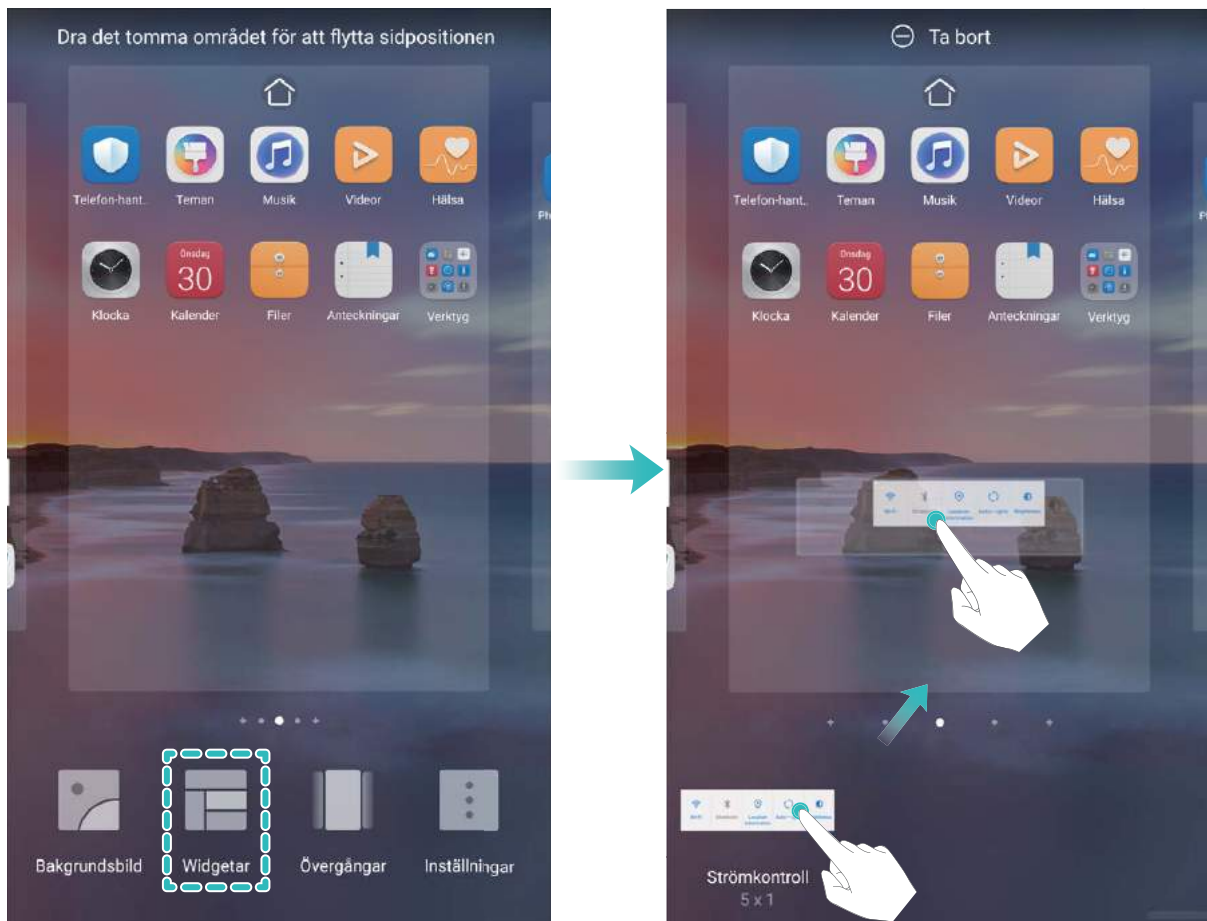 Dra det tomma området för att flytta sidpositionen
Telefon-hant.. Teman Musik Videor Hälsa
Onsdag
30
Klocka Kalender Filer Anteckningar Verktyg
Bakgrundsbild Widgetar Övergångar Inställningar
Ta bort
Telefon-hant.. Teman Musik Videor Hälsa
Onsdag
30
Klocka Kalender Filer Anteckningar Verktyg
Strömkontroll
5 x 1